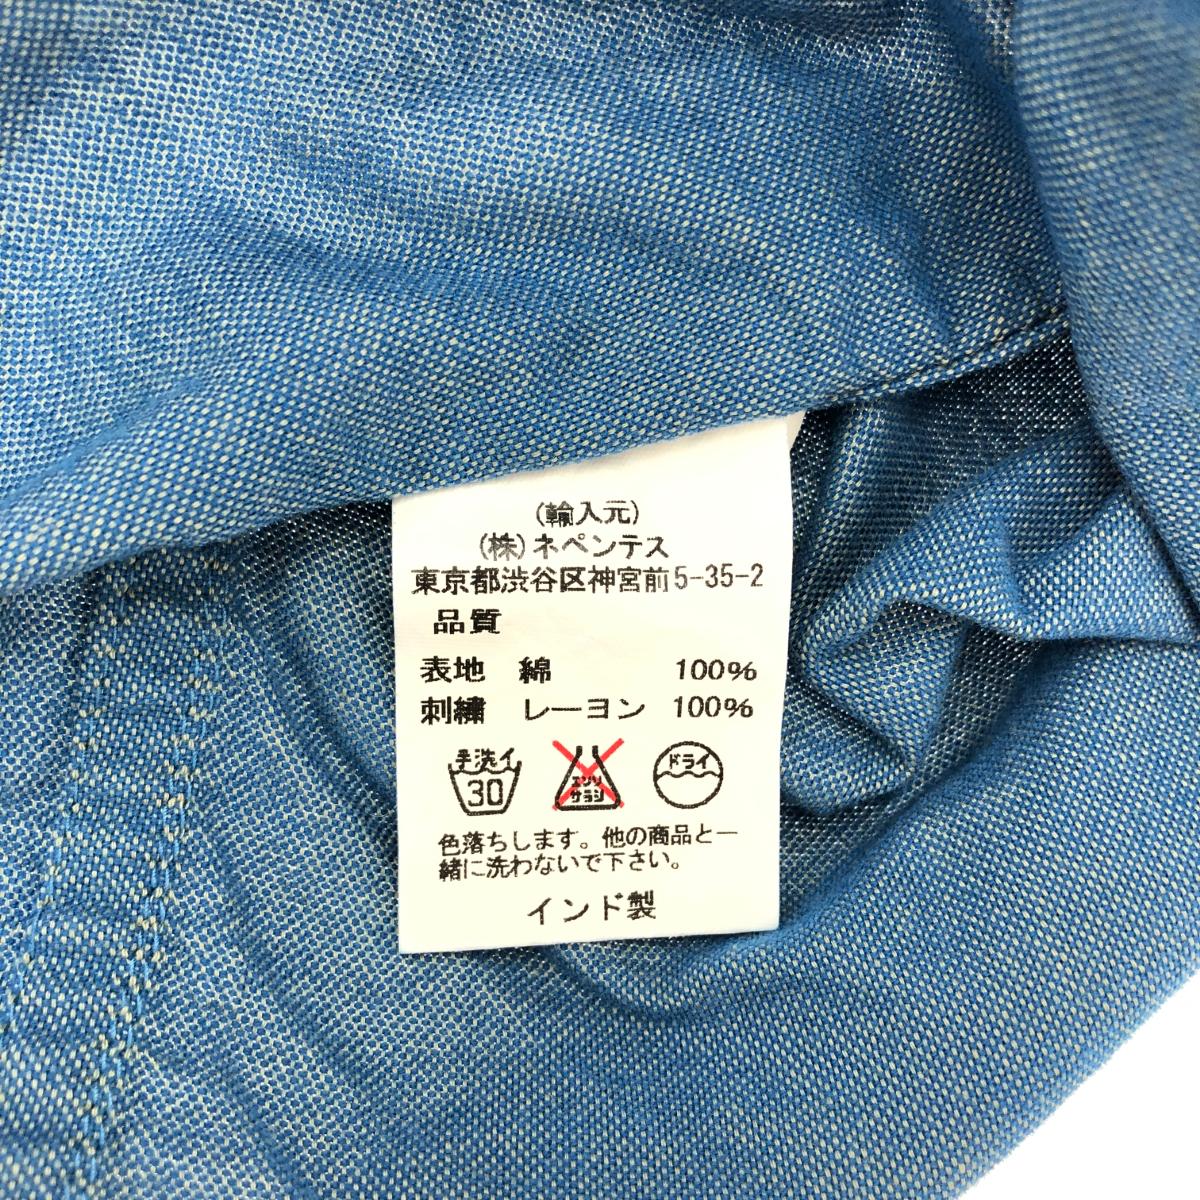 (輸入元)
(株)ネペンテス
東京都渋谷区神宮前5-35-2
品質
表地 綿 100%
刺繍 レーヨン 100%
手洗イ
30
エンソ
サラシ
ドライ
色落ちします。他の商品と一
緒に洗わないで下さい。
インド製